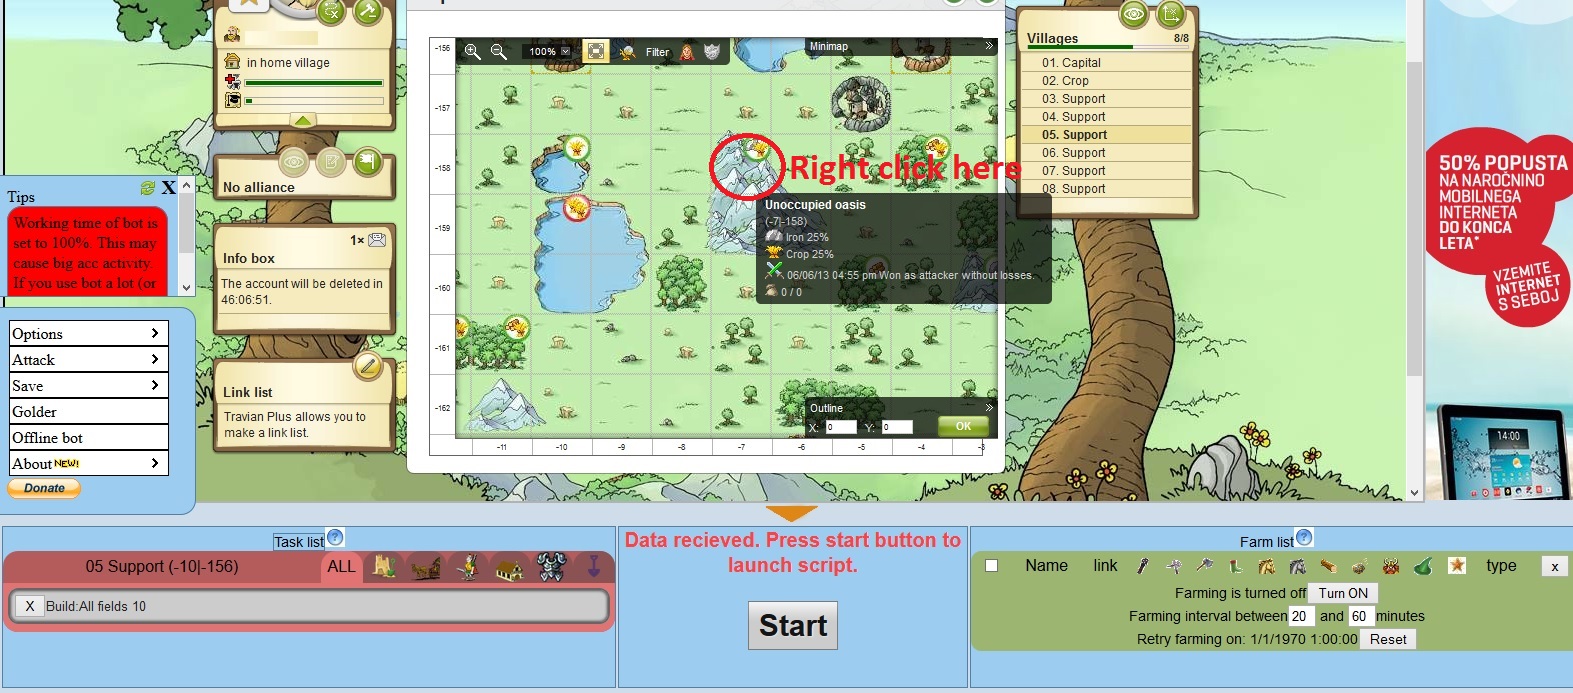 in home village
No alliance
Tips
X
Working time of bot is
set to 100%. This may
cause big acc activity.
If you use bot a lot (or
1×
Info box
The account will be deleted in
46:06:51.
Options
Attack
Save
Golder
Offline bot
About NEW!
Donate
Link list
Travian Plus allows you to
make a link list.
100%
Filter
Minimap
-156
-157
-158
-159
-160
-161
-162
Right click here
Unoccupied oasis
(-7|-158)
Iron 25%
Crop 25%
06/06/13 04:55 pm Won as attacker without losses.
0 / 0
Outline
X: 0 Y: 0 OK
-11 -10 -9 -8 -7 -6 -5 -4 -3
Villages 8/8
01. Capital
02. Crop
03. Support
04. Support
05. Support
06. Support
07. Support
08. Support
50% POPUSTA
NA NAROČNINO
MOBILNEGA
INTERNETA
DO KONCA
LETA*
VZEMITE
INTERNET
S SEBOJ
14:00
Task list ?
05 Support (-10|-156) ALL
X Build:All fields 10
Data recieved. Press start button to
launch script.
Start
Farm list ?
Name link type x
Farming is turned off Turn ON
Farming interval between 20 and 60 minutes
Retry farming on: 1/1/1970 1:00:00 Reset